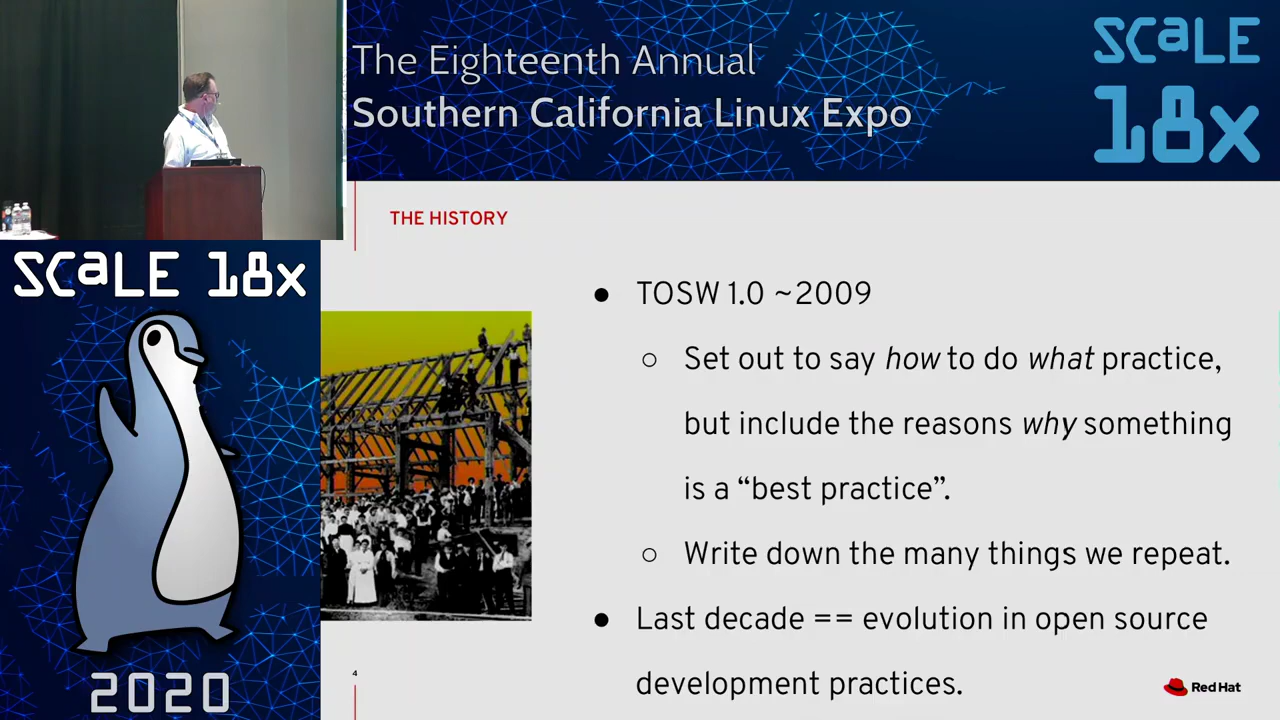 The Eighteenth Annual
Southern California Linux Expo
SCaLE
18x
THE HISTORY
SCaLE 18x
● TOSW 1.0 ~2009
○ Set out to say how to do what practice,
but include the reasons why something
is a “best practice”.
○ Write down the many things we repeat.
● Last decade == evolution in open source
development practices.
4
Red Hat
2020